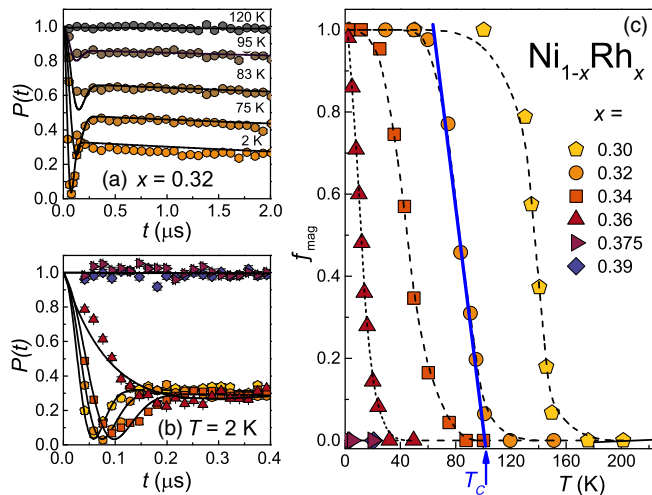 1.0
0.8
0.6
0.4
0.2
0.0
P(t)
120 K
95 K
83 K
75 K
2 K
(a) x = 0.32
0.0 0.5 1.0 1.5 2.0
t (μs)
1.0
0.8
0.6
0.4
0.2
0.0
P(t)
(b) T = 2 K
0.0 0.1 0.2 0.3 0.4
t (μs)
(c)
1.0
0.8
0.6
0.4
0.2
0.0
fmag
Ni1-xRhx
x =
0.30
0.32
0.34
0.36
0.375
0.39
0 40 80 120 160 200
TC
T (K)